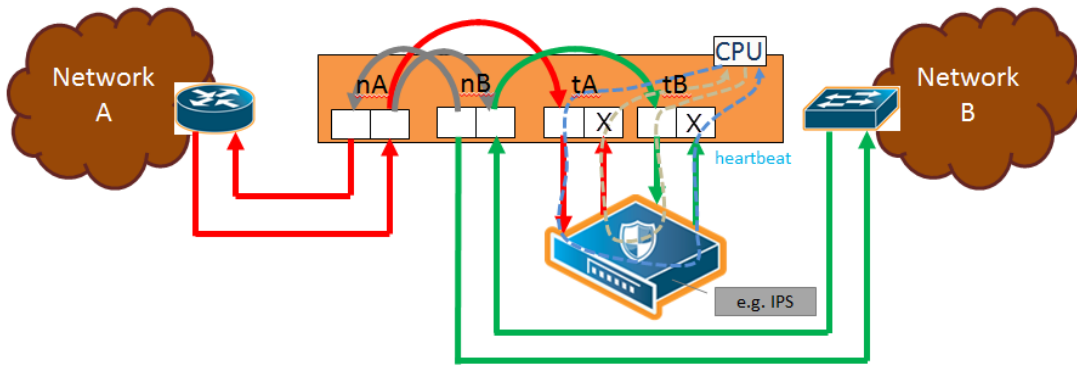 Network
A
nA
nB
tA
tB
CPU
X
X
heartbeat
Network
B
e.g. IPS